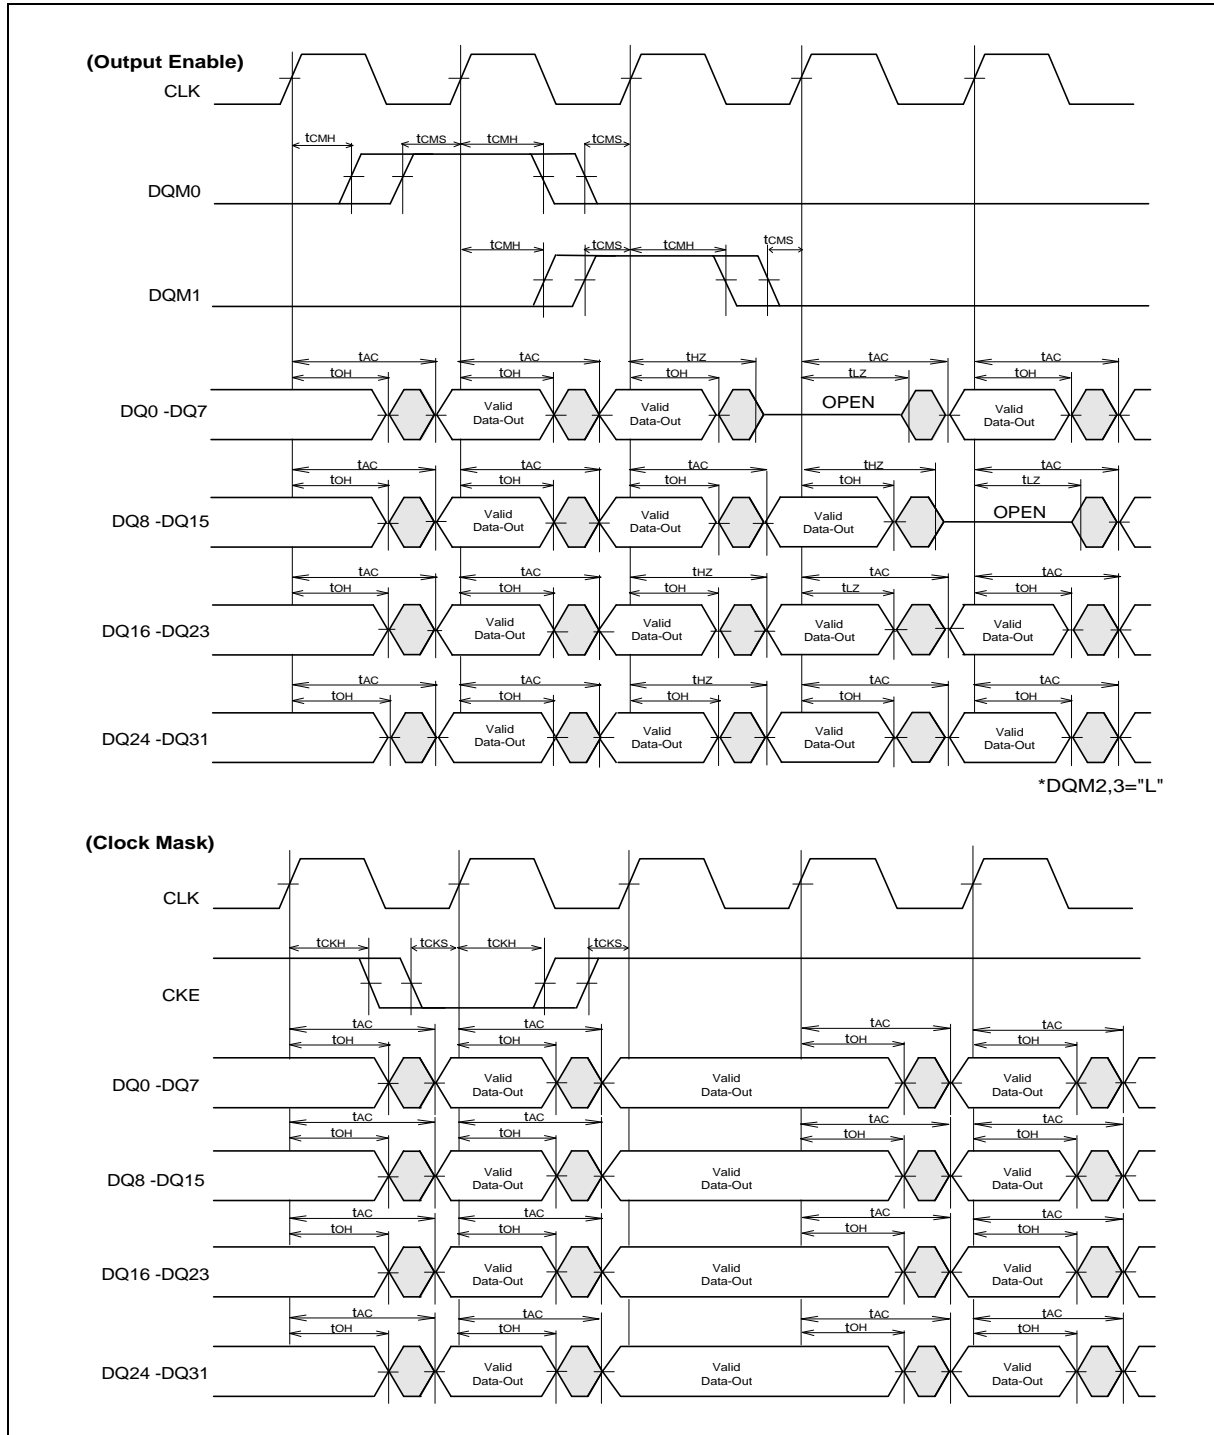 (Output Enable)
CLK
tCMH tCMS tCMH tCMS
DQM0
tCMH tCMS tCMH tCMS
DQM1
tAC tAC tHZ tAC tAC
tOH tOH tOH tLZ tOH
DQ0 -DQ7 Valid Data-Out Valid Data-Out OPEN Valid Data-Out
tAC tAC tAC tHZ tAC
tOH tOH tOH tOH tLZ
DQ8 -DQ15 Valid Data-Out Valid Data-Out Valid Data-Out OPEN
tAC tAC tHZ tAC tAC
tOH tOH tOH tLZ tOH
DQ16 -DQ23 Valid Data-Out Valid Data-Out Valid Data-Out Valid Data-Out
tAC tAC tHZ tAC tAC
tOH tOH tOH tOH tOH
DQ24 -DQ31 Valid Data-Out Valid Data-Out Valid Data-Out Valid Data-Out
*DQM2,3="L"
(Clock Mask)
CLK
tCKH tCKS tCKH tCKS
CKE
tAC tAC tAC tAC
tOH tOH tOH tOH
DQ0 -DQ7 Valid Data-Out Valid Data-Out Valid Data-Out
tAC tAC tAC tAC
tOH tOH tOH tOH
DQ8 -DQ15 Valid Data-Out Valid Data-Out Valid Data-Out
tAC tAC tAC tAC
tOH tOH tOH tOH
DQ16 -DQ23 Valid Data-Out Valid Data-Out Valid Data-Out
tAC tAC tAC tAC
tOH tOH tOH tOH
DQ24 -DQ31 Valid Data-Out Valid Data-Out Valid Data-Out